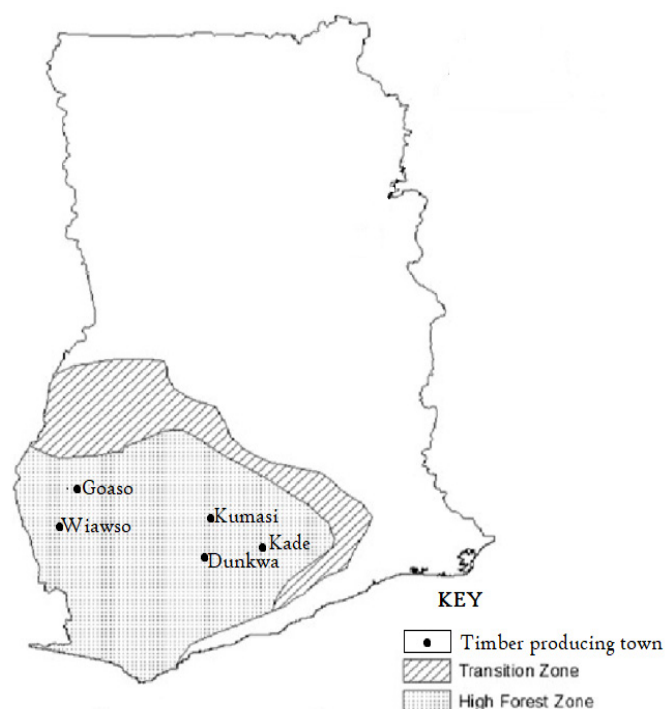 Goaso
Wiawso
Kumasi
Kade
Dunkwa
KEY
Timber producing town
Transition Zone
High Forest Zone